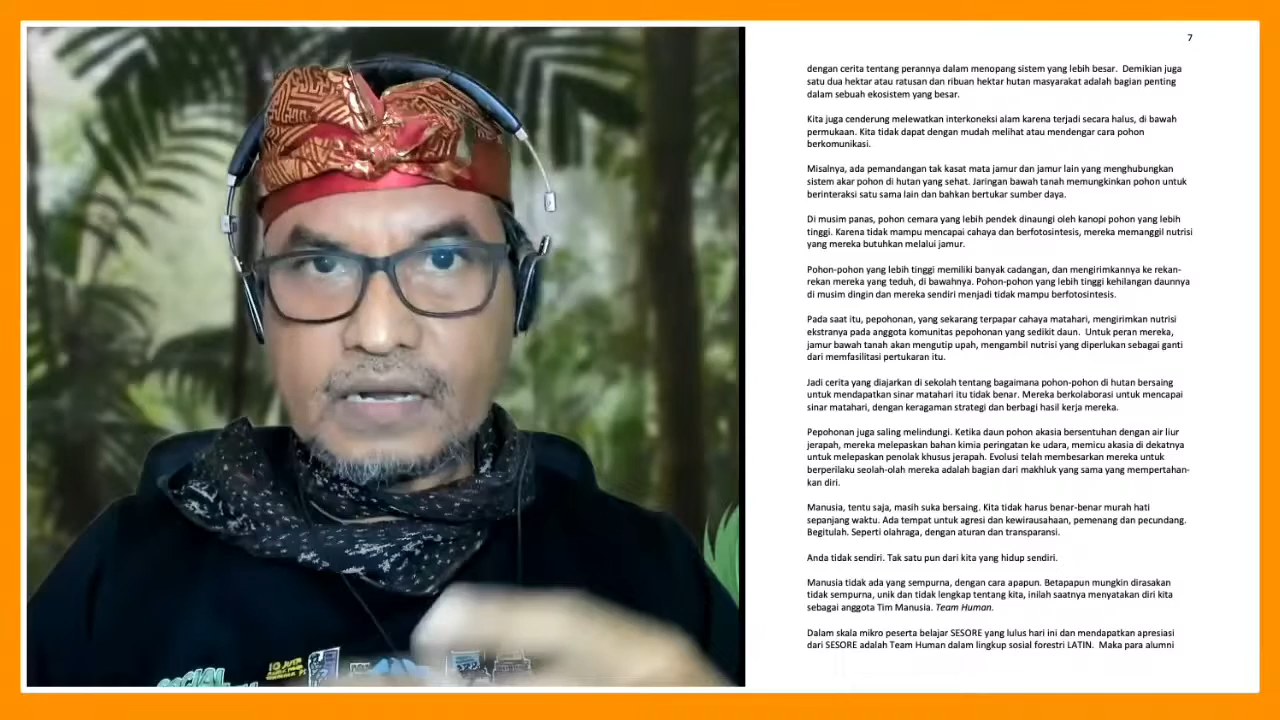 7
dengan cerita tentang perannya dalam menopang sistem yang lebih besar. Demikian juga
satu dua hektar atau ratusan dan ribuan hektar hutan masyarakat adalah bagian penting
dalam sebuah ekosistem yang besar.
Kita juga cenderung melewatkan interkoneksi alam karena terjadi secara halus, di bawah
permukaan. Kita tidak dapat dengan mudah melihat atau mendengar cara pohon
berkomunikasi.
Misalnya, ada pemandangan tak kasat mata jamur dan jamur lain yang menghubungkan
sistem akar pohon di hutan yang sehat. Jaringan bawah tanah memungkinkan pohon untuk
berinteraksi satu sama lain dan bahkan bertukar sumber daya.
Di musim panas, pohon cemara yang lebih pendek dinaungi oleh kanopi pohon yang lebih
tinggi. Karena tidak mampu mencapai cahaya dan berfotosintesis, mereka memanggil nutrisi
yang mereka butuhkan melalui jamur.
Pohon-pohon yang lebih tinggi memiliki banyak cadangan, dan mengirimkannya ke rekan-
rekan mereka yang teduh, di bawahnya. Pohon-pohon yang lebih tinggi kehilangan daunnya
di musim dingin dan mereka sendiri menjadi tidak mampu berfotosintesis.
Pada saat itu, pepohonan, yang sekarang terpapar cahaya matahari, mengirimkan nutrisi
ekstranya pada anggota komunitas pepohonan yang sedikit daun. Untuk peran mereka,
jamur bawah tanah akan mengutip upah, mengambil nutrisi yang diperlukan sebagai ganti
dari memfasilitasi pertukaran itu.
Jadi cerita yang diajarkan di sekolah tentang bagaimana pohon-pohon di hutan bersaing
untuk mendapatkan sinar matahari itu tidak benar. Mereka berkolaborasi untuk mencapai
sinar matahari, dengan keragaman strategi dan berbagi hasil kerja mereka.
Pepohonan juga saling melindungi. Ketika daun pohon akasia bersentuhan dengan air liur
jerapah, mereka melepaskan bahan kimia peringatan ke udara, memicu akasia di dekatnya
untuk melepaskan penolak khusus jerapah. Evolusi telah membesarkan mereka untuk
berperilaku seolah-olah mereka adalah bagian dari makhluk yang sama yang mempertahan-
kan diri.
Manusia, tentu saja, masih suka bersaing. Kita tidak harus benar-benar murah hati
sepanjang waktu. Ada tempat untuk agresi dan kewirausahaan, pemenang dan pecundang.
Begitulah. Seperti olahraga, dengan aturan dan transparansi.
Anda tidak sendiri. Tak satu pun dari kita yang hidup sendiri.
Manusia tidak ada yang sempurna, dengan cara apapun. Betapapun mungkin dirasakan
tidak sempurna, unik dan tidak lengkap tentang kita, inilah saatnya menyatakan diri kita
sebagai anggota Tim Manusia. Team Human.
Dalam skala mikro peserta belajar SESORE yang lulus hari ini dan mendapatkan apresiasi
dari SESORE adalah Team Human dalam lingkup sosial forestri LATIN. Maka para alumni